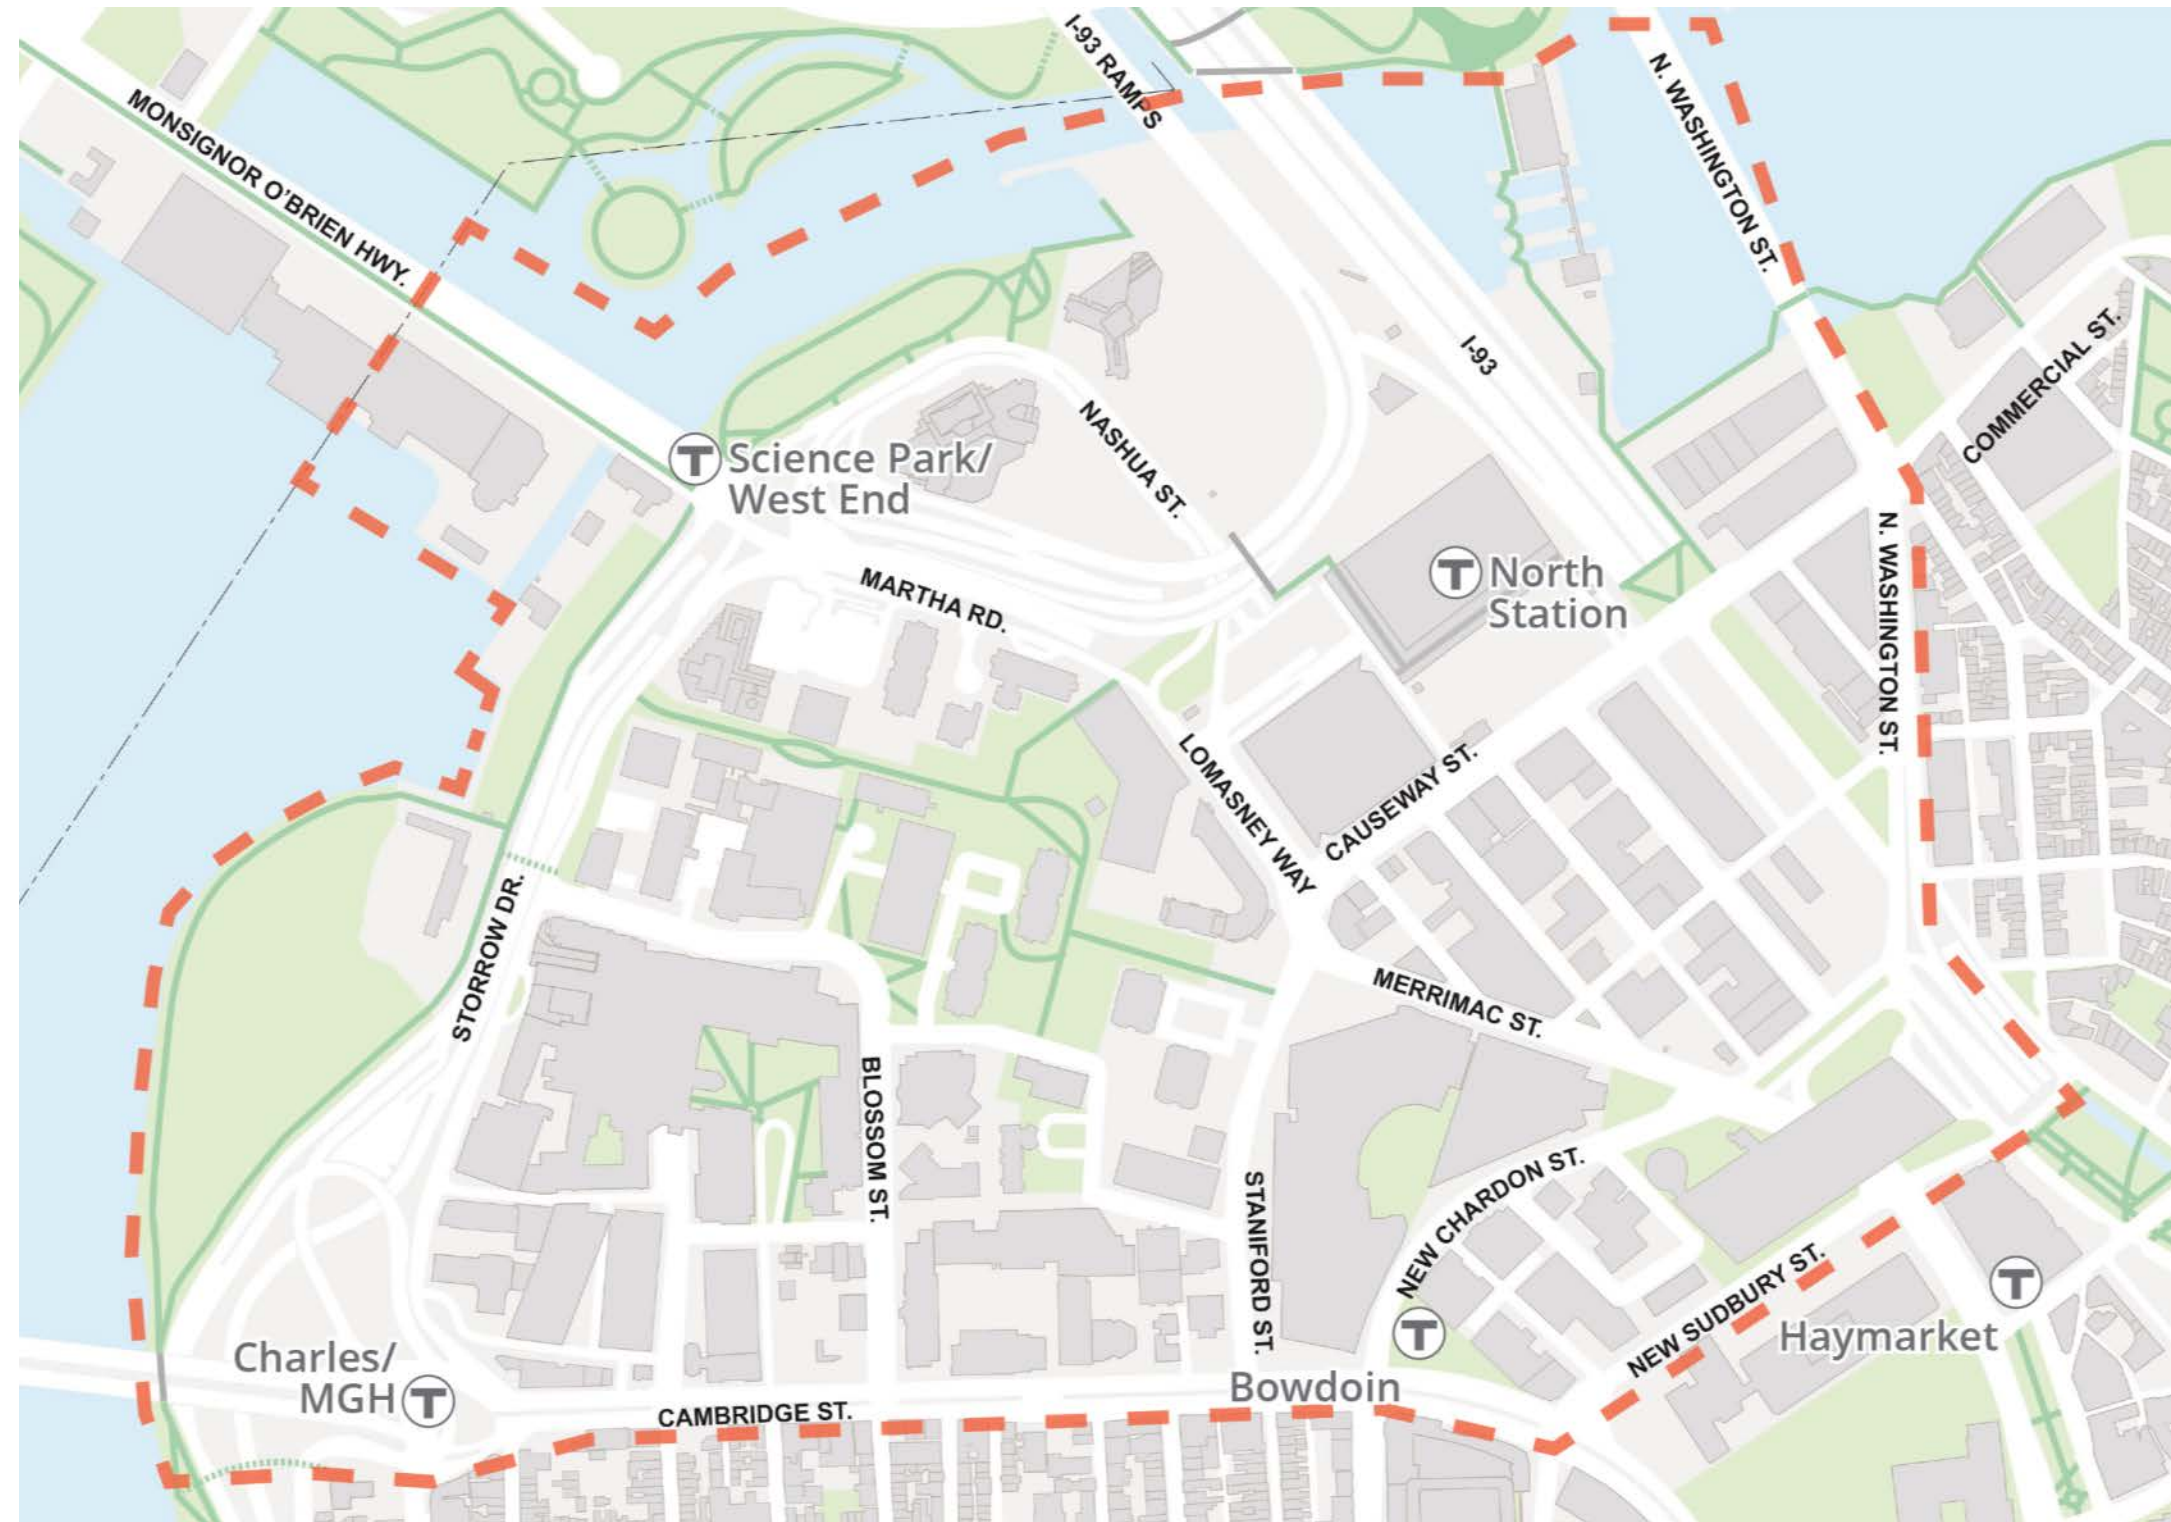 I-93 RAMPS
N. WASHINGTON ST.
MONSIGNOR O'BRIEN HWY.
I-93
COMMERCIAL ST.
NASHUA ST.
T
Science Park/
West End
T
North
Station
N. WASHINGTON ST.
MARTHA RD.
LOMASNEY WAY
CAUSEWAY ST.
STORROW DR.
MERRIMAC ST.
BLOSSOM ST.
STANIFORD ST.
NEW CHARDON ST.
NEW SUDBURY ST.
T
Haymarket
T
Bowdoin
Charles/
MGH
T
CAMBRIDGE ST.